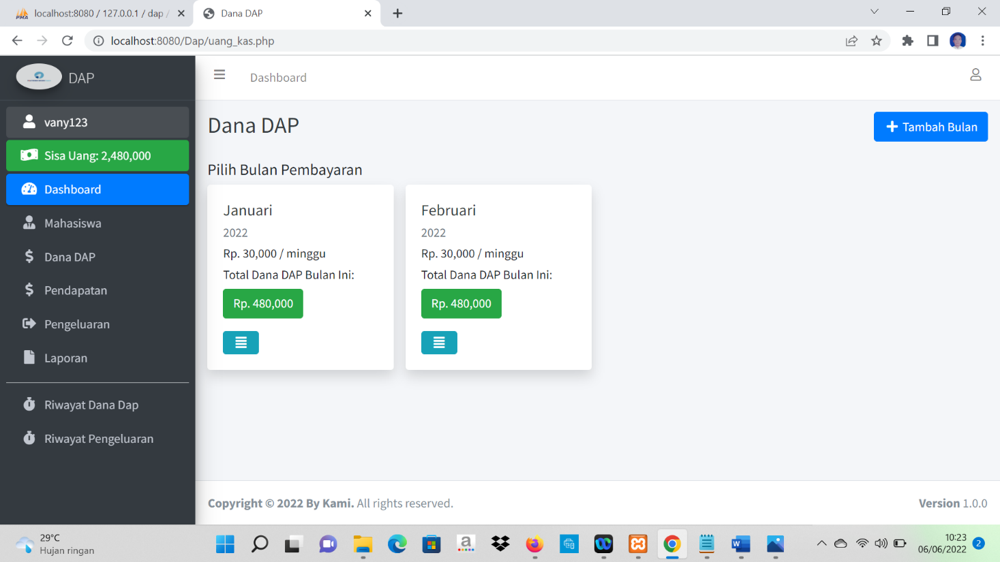 localhost:8080 / 127.0.0.1 / dap /
Dana DAP
localhost:8080/Dap/uang_kas.php
DAP
Dashboard
vany123
Sisa Uang: 2,480,000
Dashboard
Mahasiswa
Dana DAP
Pendapatan
Pengeluaran
Laporan
Riwayat Dana Dap
Riwayat Pengeluaran
Dana DAP
Tambah Bulan
Pilih Bulan Pembayaran
Januari
2022
Rp. 30,000 / minggu
Total Dana DAP Bulan Ini:
Rp. 480,000
Februari
2022
Rp. 30,000 / minggu
Total Dana DAP Bulan Ini:
Rp. 480,000
Copyright © 2022 By Kami. All rights reserved.
Version 1.0.0
29°C
Hujan ringan
10:23
06/06/2022
2